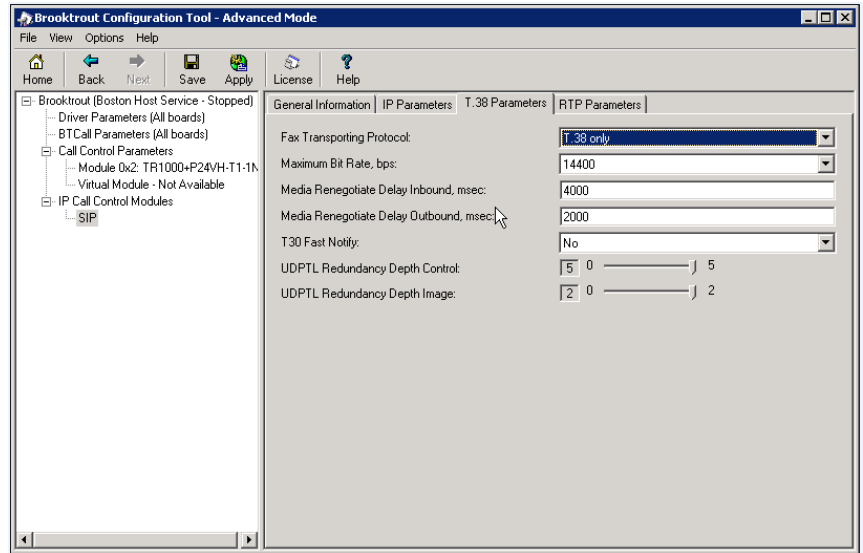 Brooktrout Configuration Tool - Advanced Mode
File View Options Help
Home Back Next Save Apply License Help
Brooktrout (Boston Host Service - Stopped)
Driver Parameters (All boards)
BTCall Parameters (All boards)
Call Control Parameters
Module 0x2: TR1000+P24VH-T1-1N
Virtual Module - Not Available
IP Call Control Modules
SIP
General Information IP Parameters T.38 Parameters RTP Parameters
Fax Transporting Protocol: T.38 only
Maximum Bit Rate, bps: 14400
Media Renegotiate Delay Inbound, msec: 4000
Media Renegotiate Delay Outbound, msec: 2000
T30 Fast Notify: No
UDPTL Redundancy Depth Control: 5 0 5
UDPTL Redundancy Depth Image: 2 0 2